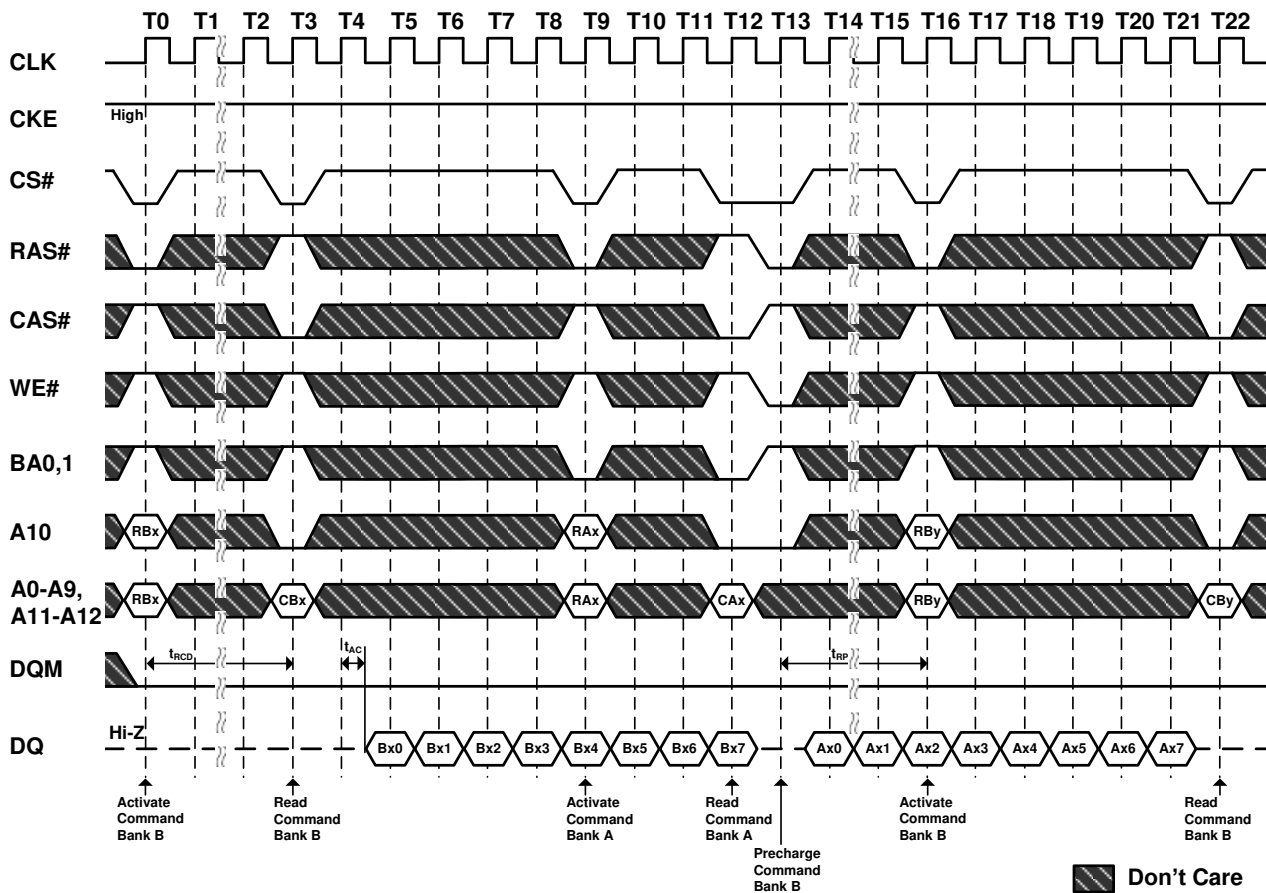 T0 T1 T2 T3 T4 T5 T6 T7 T8 T9 T10 T11 T12 T13 T14 T15 T16 T17 T18 T19 T20 T21 T22
CLK
CKE High
CS#
RAS#
CAS#
WE#
BA0,1
A10 RBx RAx RBy
A0-A9,
A11-A12 RBx CBx RAx CAx RBy CBy
DQM tRCD tAC tRP
DQ Hi-Z Bx0 Bx1 Bx2 Bx3 Bx4 Bx5 Bx6 Bx7 Ax0 Ax1 Ax2 Ax3 Ax4 Ax5 Ax6 Ax7
Activate
Command
Bank B
Read
Command
Bank B
Activate
Command
Bank A
Read
Command
Bank A
Precharge
Command
Bank B
Activate
Command
Bank B
Read
Command
Bank B
Don't Care